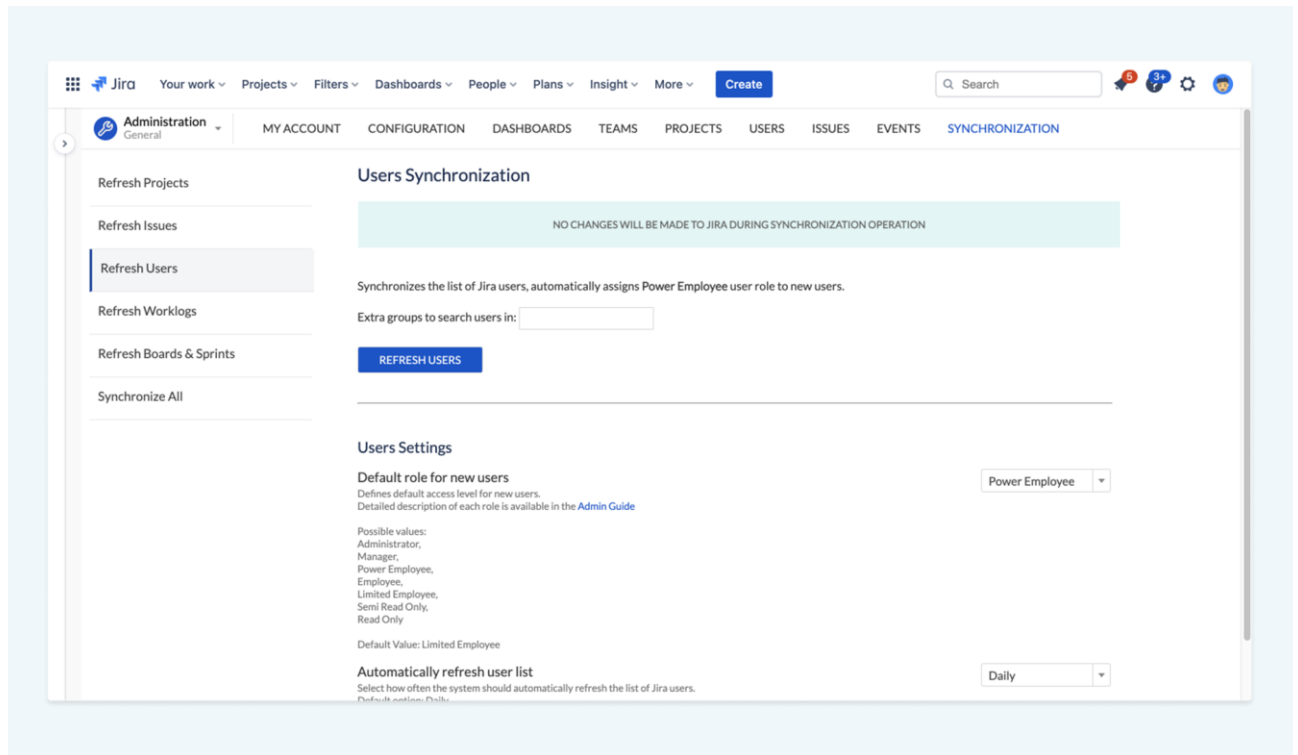 Jira Your work Projects Filters Dashboards People Plans Insight More Create Search 5 3+ ?
Administration
General
MY ACCOUNT CONFIGURATION DASHBOARDS TEAMS PROJECTS USERS ISSUES EVENTS SYNCHRONIZATION
Refresh Projects
Refresh Issues
Refresh Users
Refresh Worklogs
Refresh Boards & Sprints
Synchronize All
Users Synchronization
NO CHANGES WILL BE MADE TO JIRA DURING SYNCHRONIZATION OPERATION
Synchronizes the list of Jira users, automatically assigns Power Employee user role to new users.
Extra groups to search users in:
REFRESH USERS
Users Settings
Default role for new users
Power Employee
Defines default access level for new users.
Detailed description of each role is available in the Admin Guide
Possible values:
Administrator,
Manager,
Power Employee,
Employee,
Limited Employee,
Semi Read Only,
Read Only
Default Value: Limited Employee
Automatically refresh user list
Daily
Select how often the system should automatically refresh the list of Jira users.
Default option: Daily